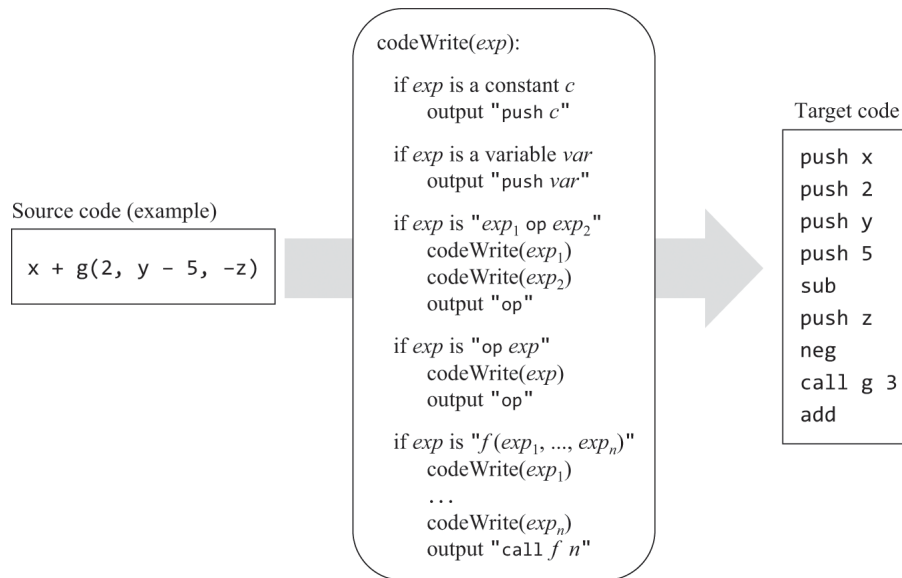 Source code (example)
x + g(2, y – 5, –z)
codeWrite(exp):
if exp is a constant c
output "push c"
if exp is a variable var
output "push var"
if exp is "exp₁ op exp₂"
codeWrite(exp₁)
codeWrite(exp₂)
output "op"
if exp is "op exp"
codeWrite(exp)
output "op"
if exp is "f(exp₁, ..., expₙ)"
codeWrite(exp₁)
...
codeWrite(expₙ)
output "call f n"
Target code
push x
push 2
push y
push 5
sub
push z
neg
call g 3
add